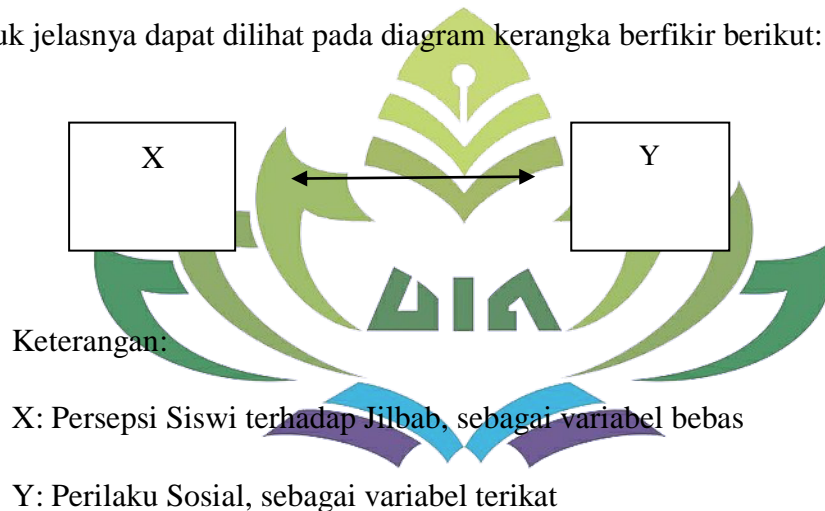 uk jelasnya dapat dilihat pada diagram kerangka berfikir berikut:
X
Y
UIN
Keterangan:
X: Persepsi Siswi terhadap Jilbab, sebagai variabel bebas
Y: Perilaku Sosial, sebagai variabel terikat